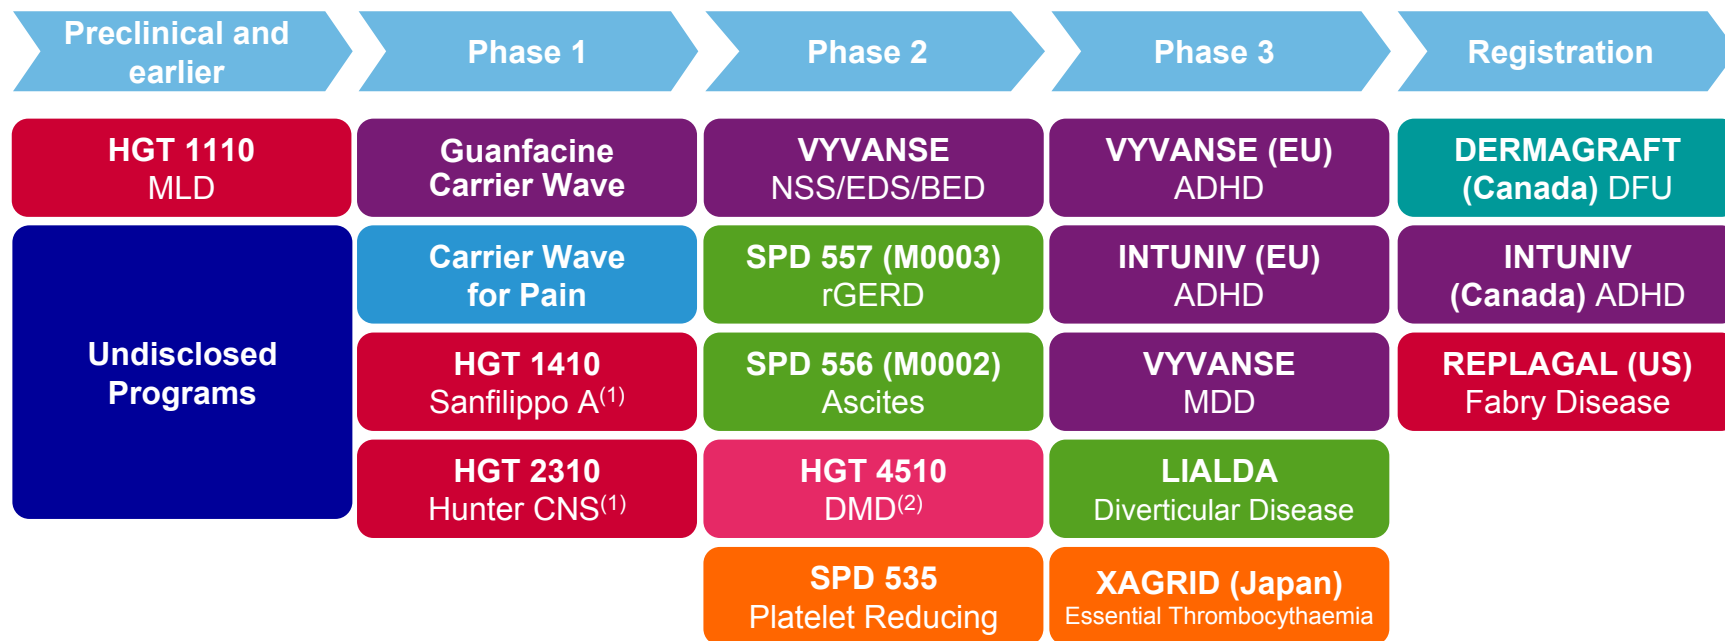 Preclinical and
earlier
Phase 1
Phase 2
Phase 3
Registration
HGT 1110
MLD
Undisclosed
Programs
Guanfacine
Carrier Wave
Carrier Wave
for Pain
HGT 1410
Sanfilippo A(1)
HGT 2310
Hunter CNS(1)
VYVANSE
NSS/EDS/BED
SPD 557 (M0003)
rGERD
SPD 556 (M0002)
Ascites
HGT 4510
DMD(2)
SPD 535
Platelet Reducing
VYVANSE (EU)
ADHD
INTUNIV (EU)
ADHD
VYVANSE
MDD
LIALDA
Diverticular Disease
XAGRID (Japan)
Essential Thrombocythaemia
DERMAGRAFT
(Canada) DFU
INTUNIV
(Canada) ADHD
REPLAGAL (US)
Fabry Disease